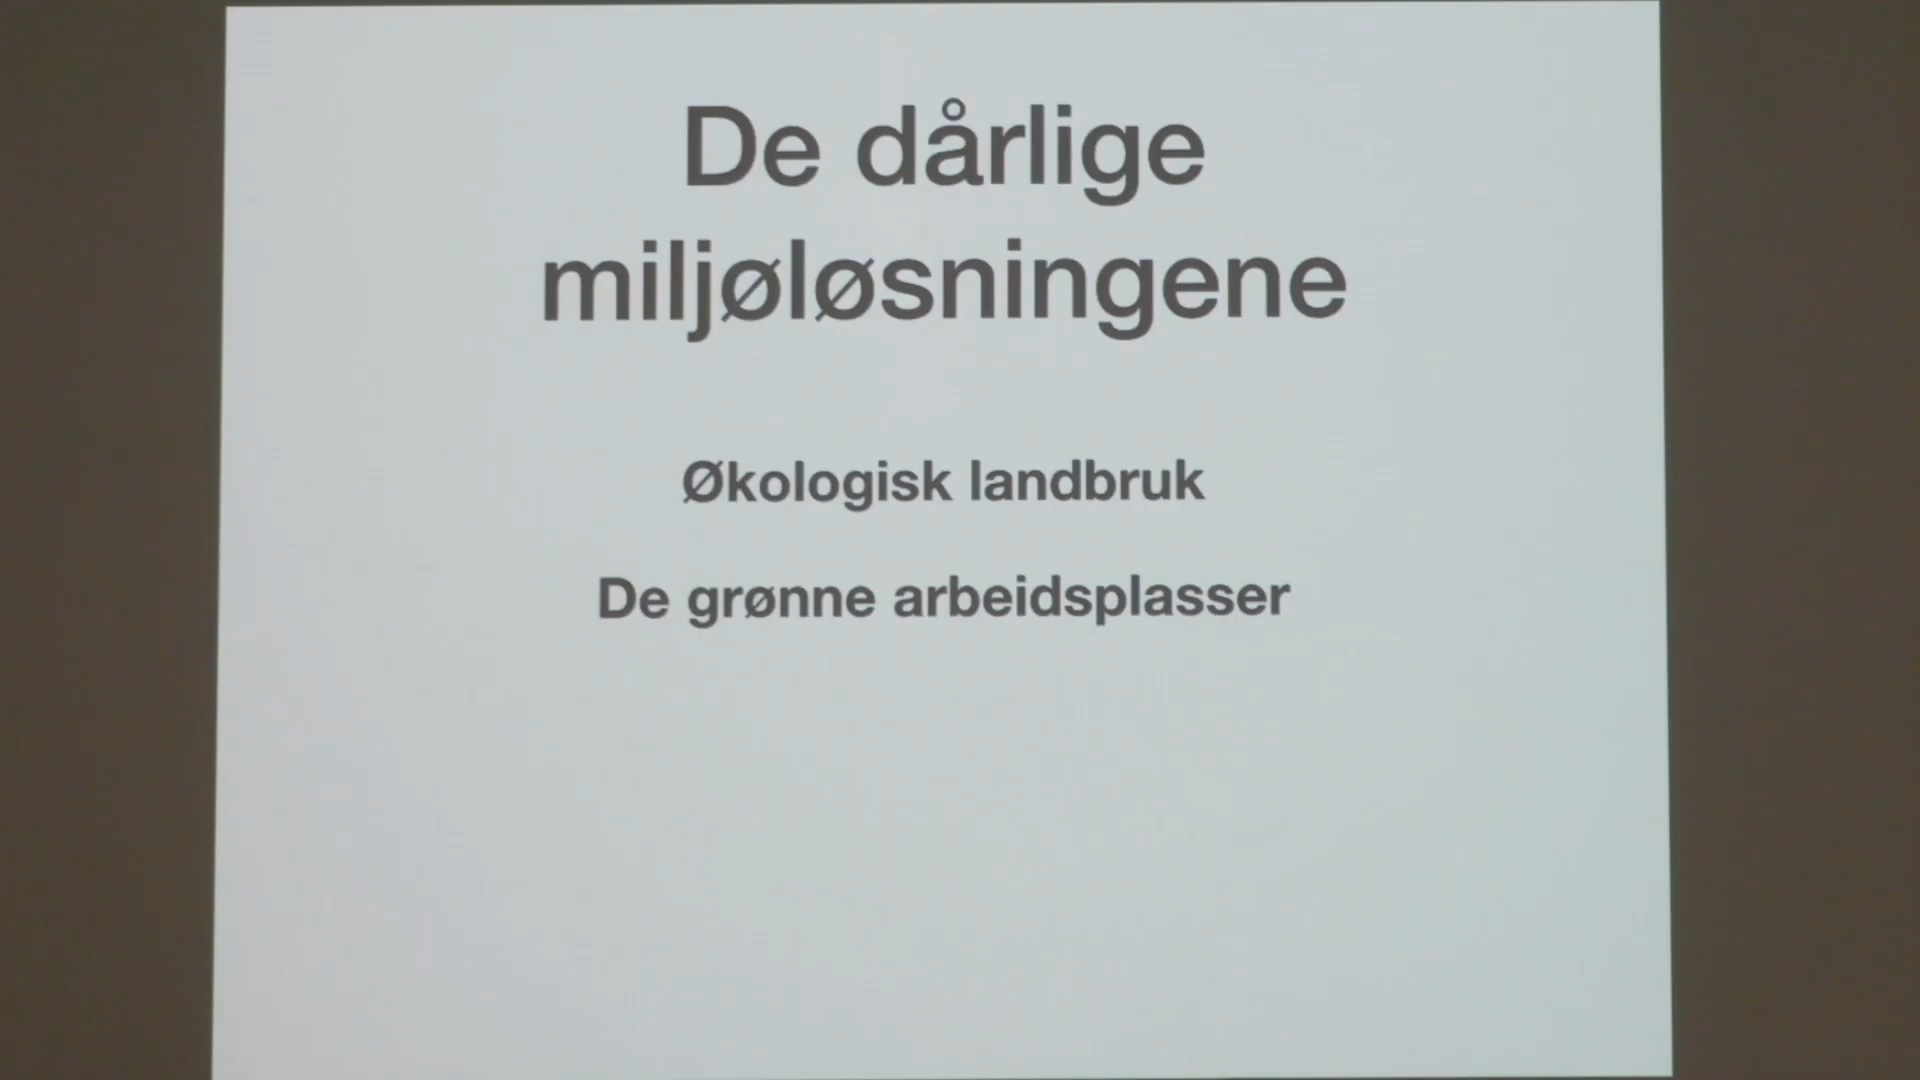 De dårlige
miljøløsningene
Økologisk landbruk
De grønne arbeidsplasser